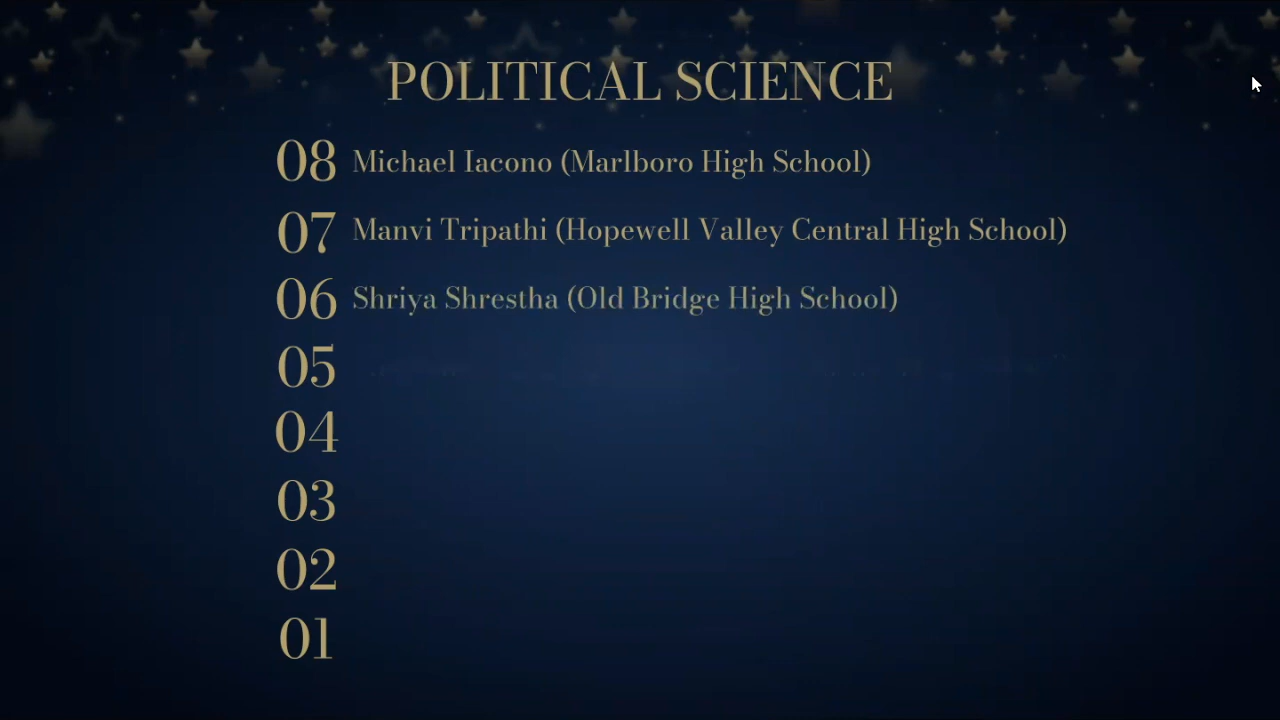 POLITICAL SCIENCE
08 Michael Iacono (Marlboro High School)
07 Manvi Tripathi (Hopewell Valley Central High School)
06 Shriya Shrestha (Old Bridge High School)
05
04
03
02
01